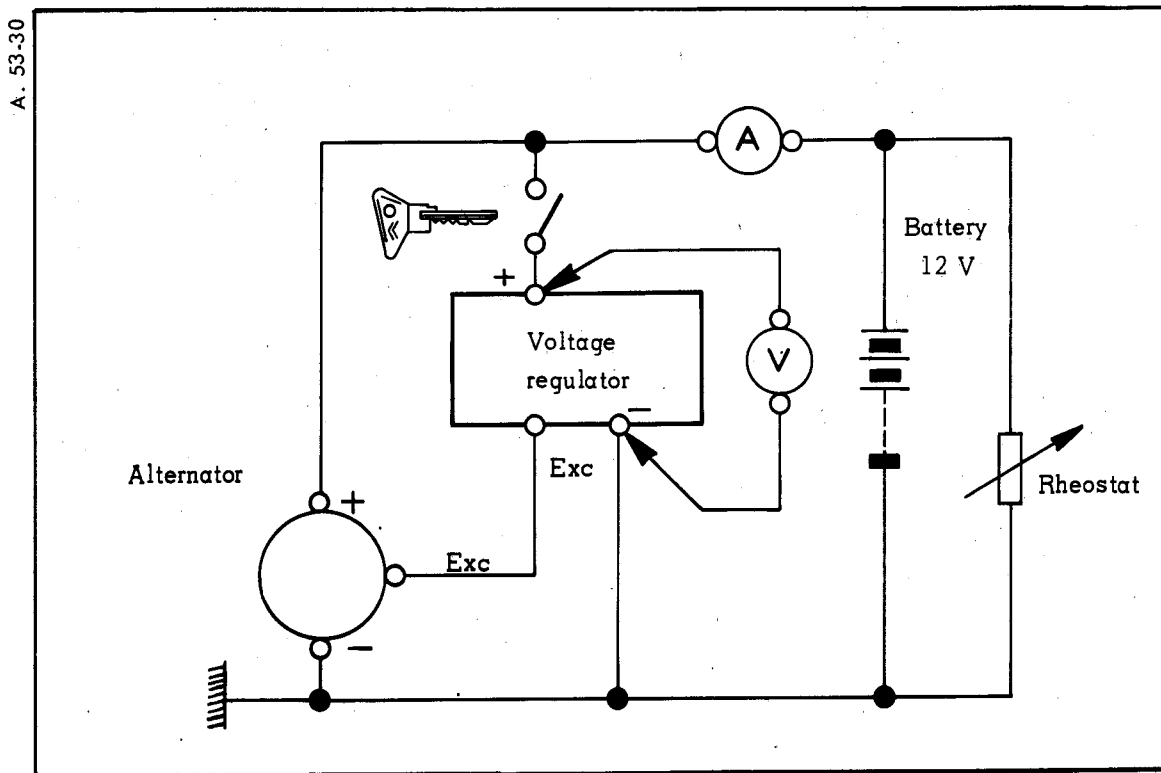 A. 53-30
A
+
Battery
12 V
Voltage
regulator
V
−
Exc
Alternator
+
Rheostat
Exc
−